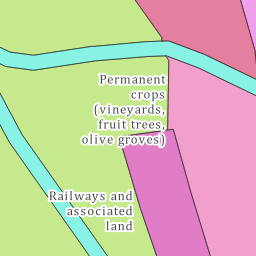 Permanent
crops
(vineyards,
fruit trees,
olive groves)
Railways and
associated
land